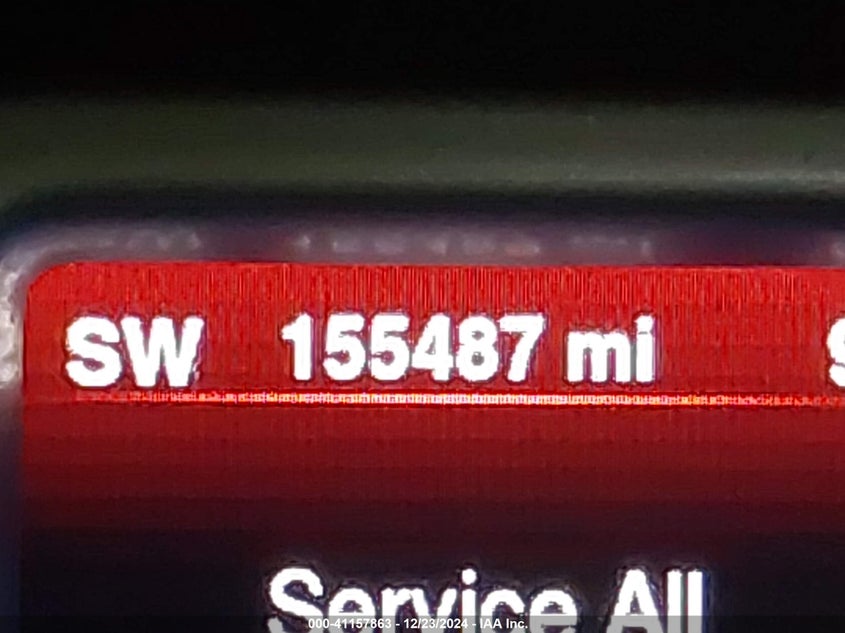 SW 155487 mi
Service All
000-41157863 - 12/23/2024 - IAA Inc.